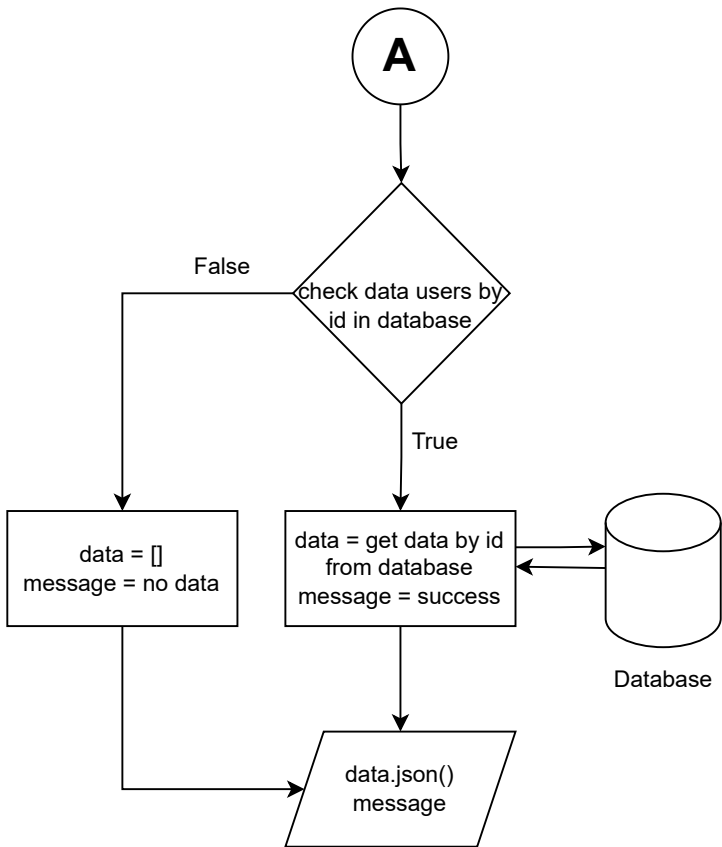 A
check data users by
id in database
False
True
data = []
message = no data
data = get data by id
from database
message = success
Database
data.json()
message